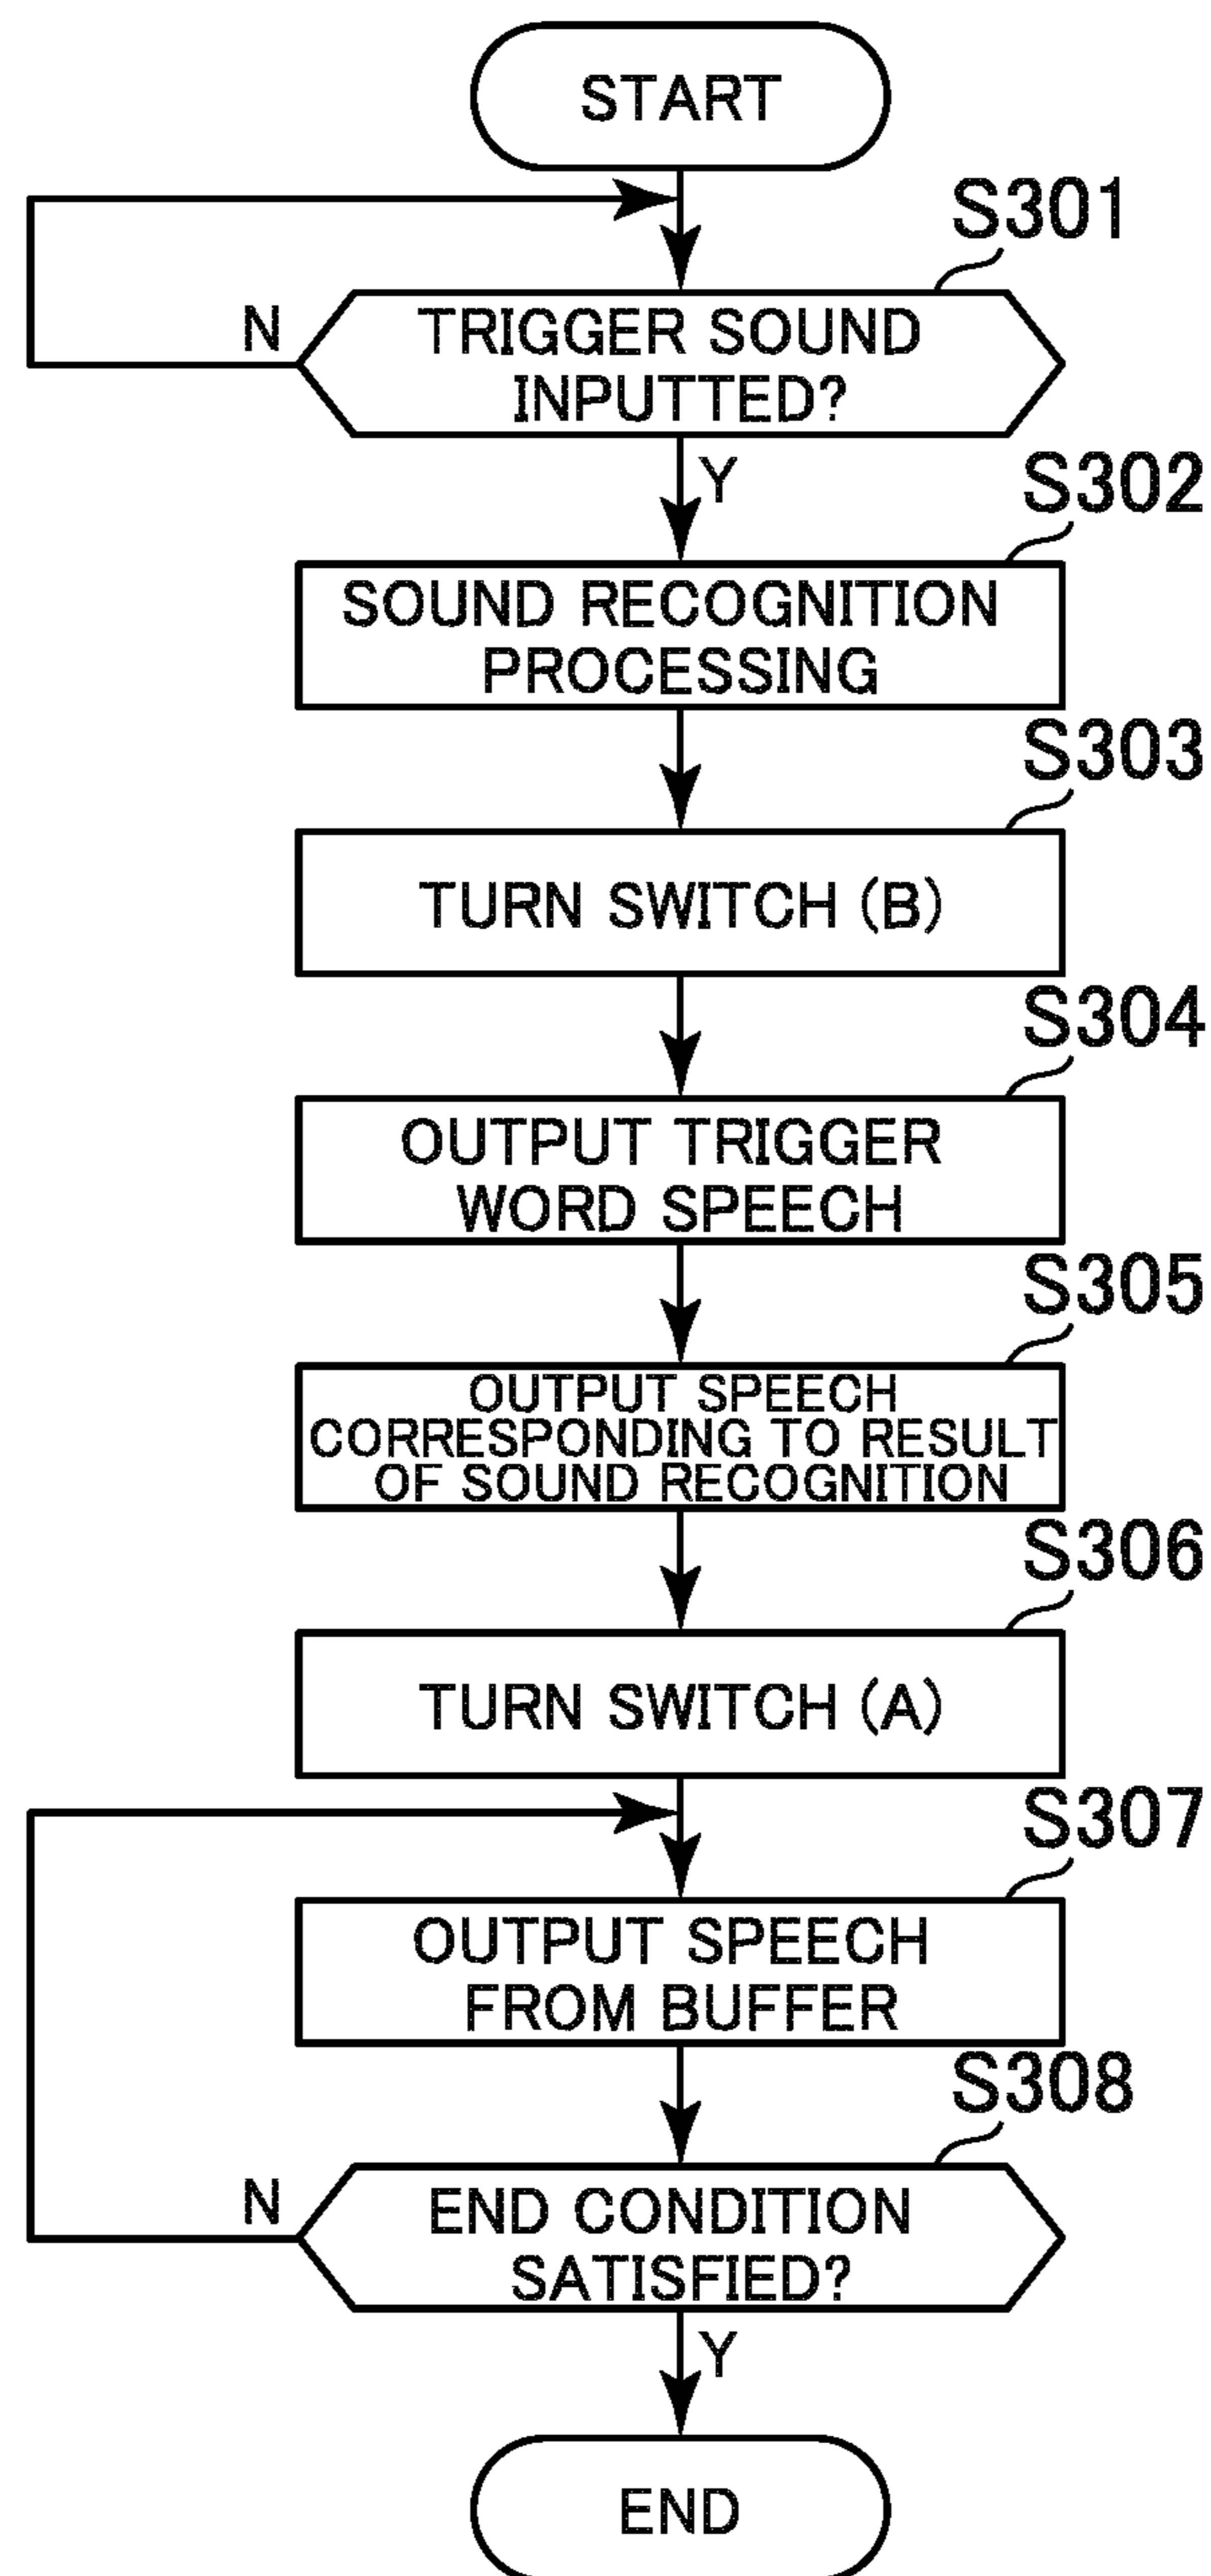 START
S301
TRIGGER SOUND
INPUTTED?
N
Y
S302
SOUND RECOGNITION
PROCESSING
S303
TURN SWITCH (B)
S304
OUTPUT TRIGGER
WORD SPEECH
S305
OUTPUT SPEECH
CORRESPONDING TO RESULT
OF SOUND RECOGNITION
S306
TURN SWITCH (A)
S307
OUTPUT SPEECH
FROM BUFFER
S308
END CONDITION
SATISFIED?
N
Y
END